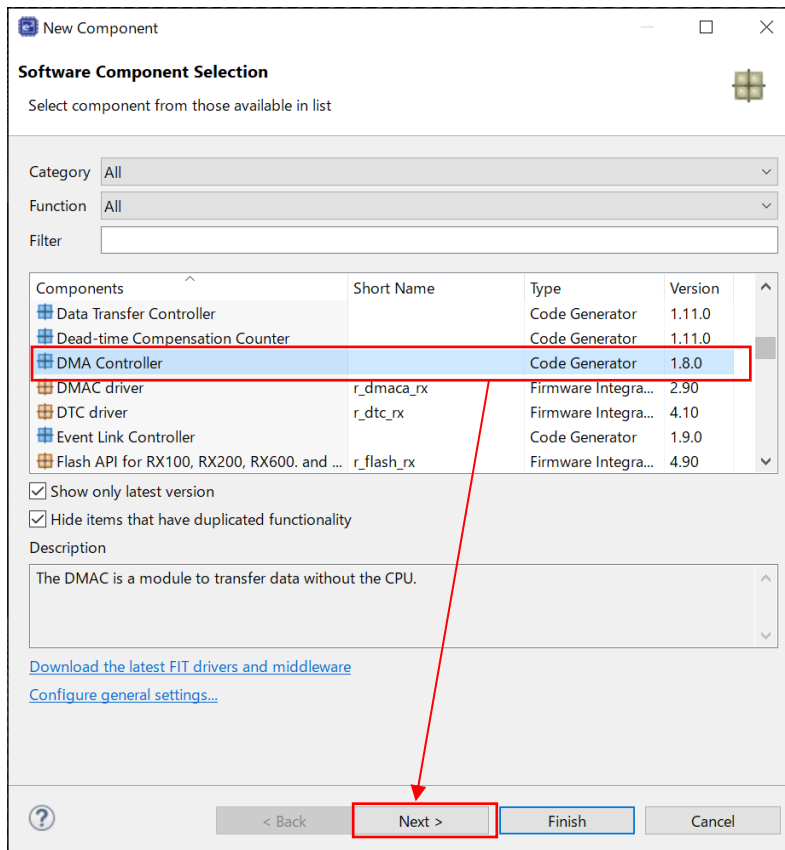 New Component
Software Component Selection
Select component from those available in list
Category All
Function All
Filter
Components Short Name Type Version
Data Transfer Controller Code Generator 1.11.0
Dead-time Compensation Counter Code Generator 1.11.0
DMA Controller Code Generator 1.8.0
DMAC driver r_dmaca_rx Firmware Integra... 2.90
DTC driver r_dtc_rx Firmware Integra... 4.10
Event Link Controller Code Generator 1.9.0
Flash API for RX100, RX200, RX600. and ... r_flash_rx Firmware Integra... 4.90
Show only latest version
Hide items that have duplicated functionality
Description
The DMAC is a module to transfer data without the CPU.
Download the latest FIT drivers and middleware
Configure general settings...
? < Back Next > Finish Cancel